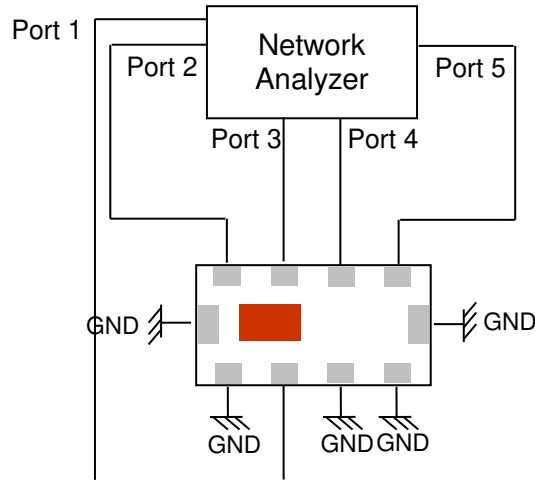 Port 1
Network
Analyzer
Port 2
Port 5
Port 3
Port 4
GND
GND
GND
GND
GND